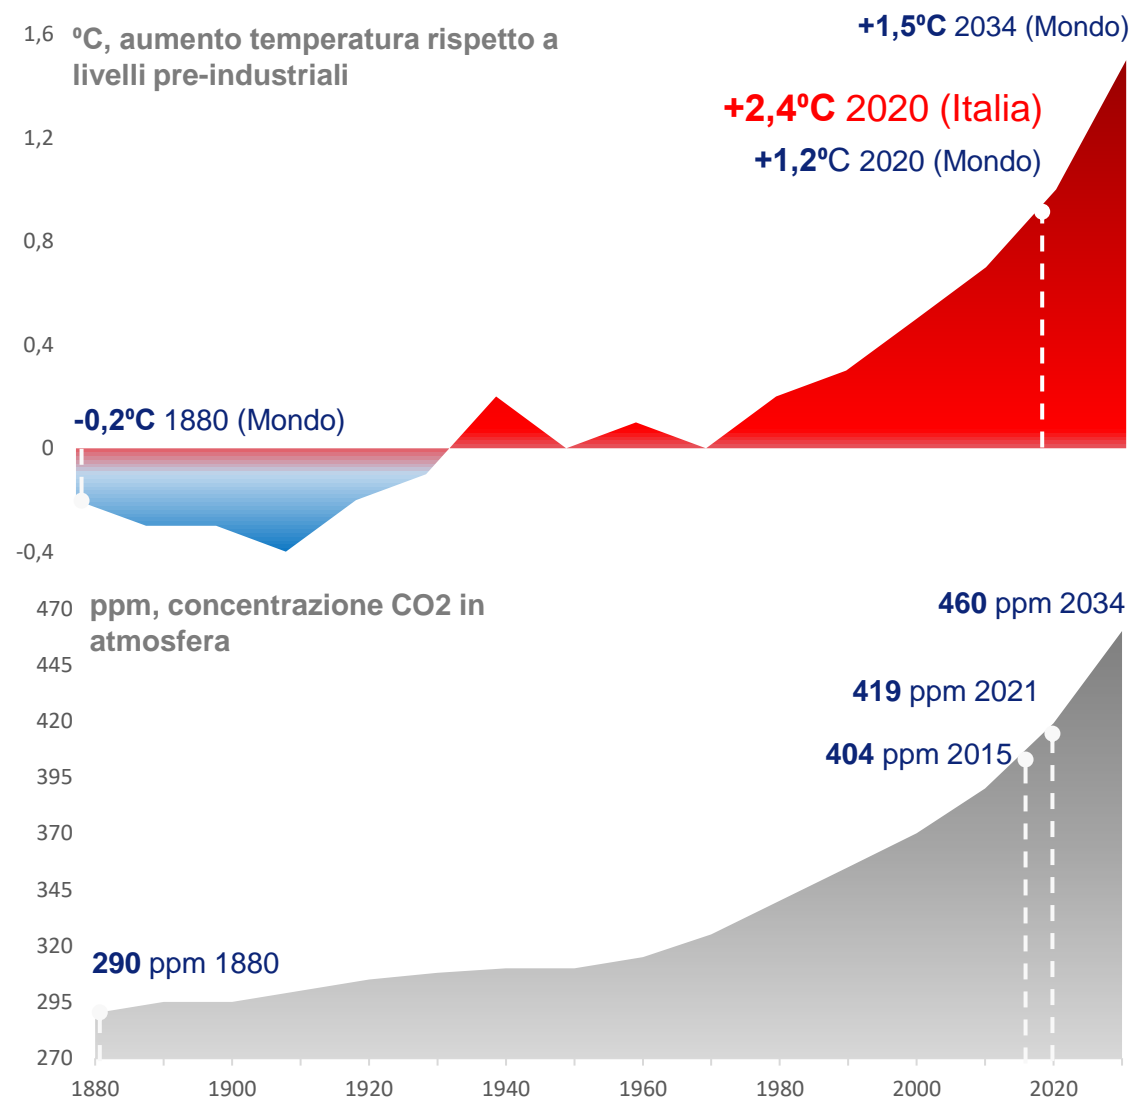 1,6
ºC, aumento temperatura rispetto a
livelli pre-industriali
+1,5ºC 2034 (Mondo)
+2,4ºC 2020 (Italia)
1,2
+1,2ºC 2020 (Mondo)
0,8
0,4
-0,2ºC 1880 (Mondo)
0
-0,4
470
ppm, concentrazione CO2 in
atmosfera
460 ppm 2034
445
419 ppm 2021
420
404 ppm 2015
395
370
345
320
290 ppm 1880
295
270
1880 1900 1920 1940 1960 1980 2000 2020